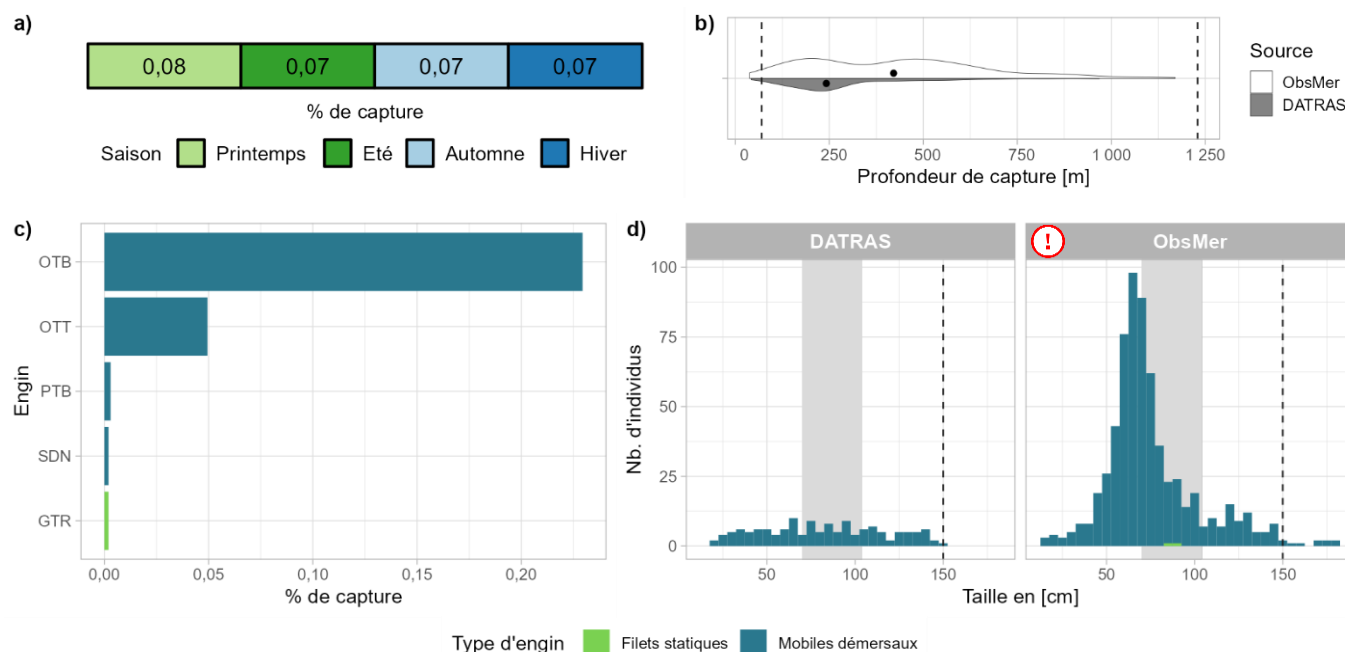 a)
0,08 0,07 0,07 0,07
% de capture
Saison Printemps Eté Automne Hiver
b)
0 250 500 750 1 000 1 250
Profondeur de capture [m]
Source
ObsMer
DATRAS
c)
Engin
OTB
OTT
PTB
SDN
GTR
0,00 0,05 0,10 0,15 0,20
% de capture
d)
DATRAS ! ObsMer
Nb. d'individus
100
75
50
25
0
50 100 150 50 100 150
Taille en [cm]
Type d'engin Filets statiques Mobiles démersaux